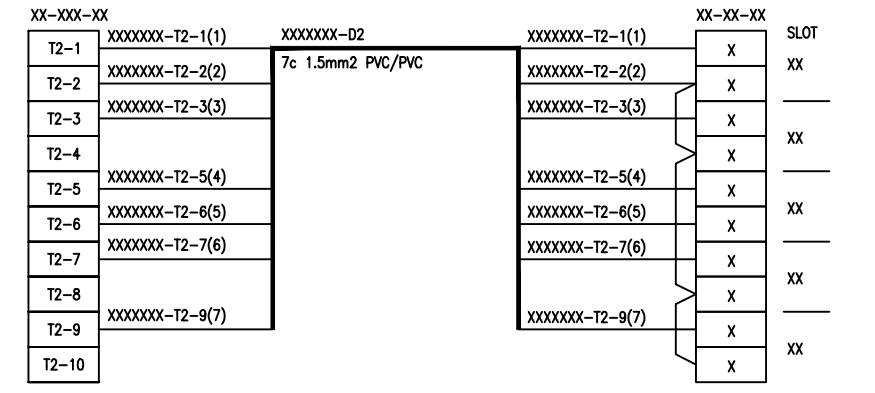 XX-XXX-XX XX-XX-XX
XXXXXXX-T2-1(1) XXXXXXX-D2 XXXXXXX-T2-1(1) SLOT
T2-1 X
7c 1.5mm2 PVC/PVC XX
XXXXXXX-T2-2(2) XXXXXXX-T2-2(2)
T2-2 X
XXXXXXX-T2-3(3) XXXXXXX-T2-3(3)
T2-3 X
XX
T2-4 X
XXXXXXX-T2-5(4) XXXXXXX-T2-5(4)
T2-5 X
XXXXXXX-T2-6(5) XXXXXXX-T2-6(5) XX
T2-6 X
XXXXXXX-T2-7(6) XXXXXXX-T2-7(6)
T2-7 X
XX
T2-8 X
XXXXXXX-T2-9(7) XXXXXXX-T2-9(7)
T2-9 X
XX
T2-10 X